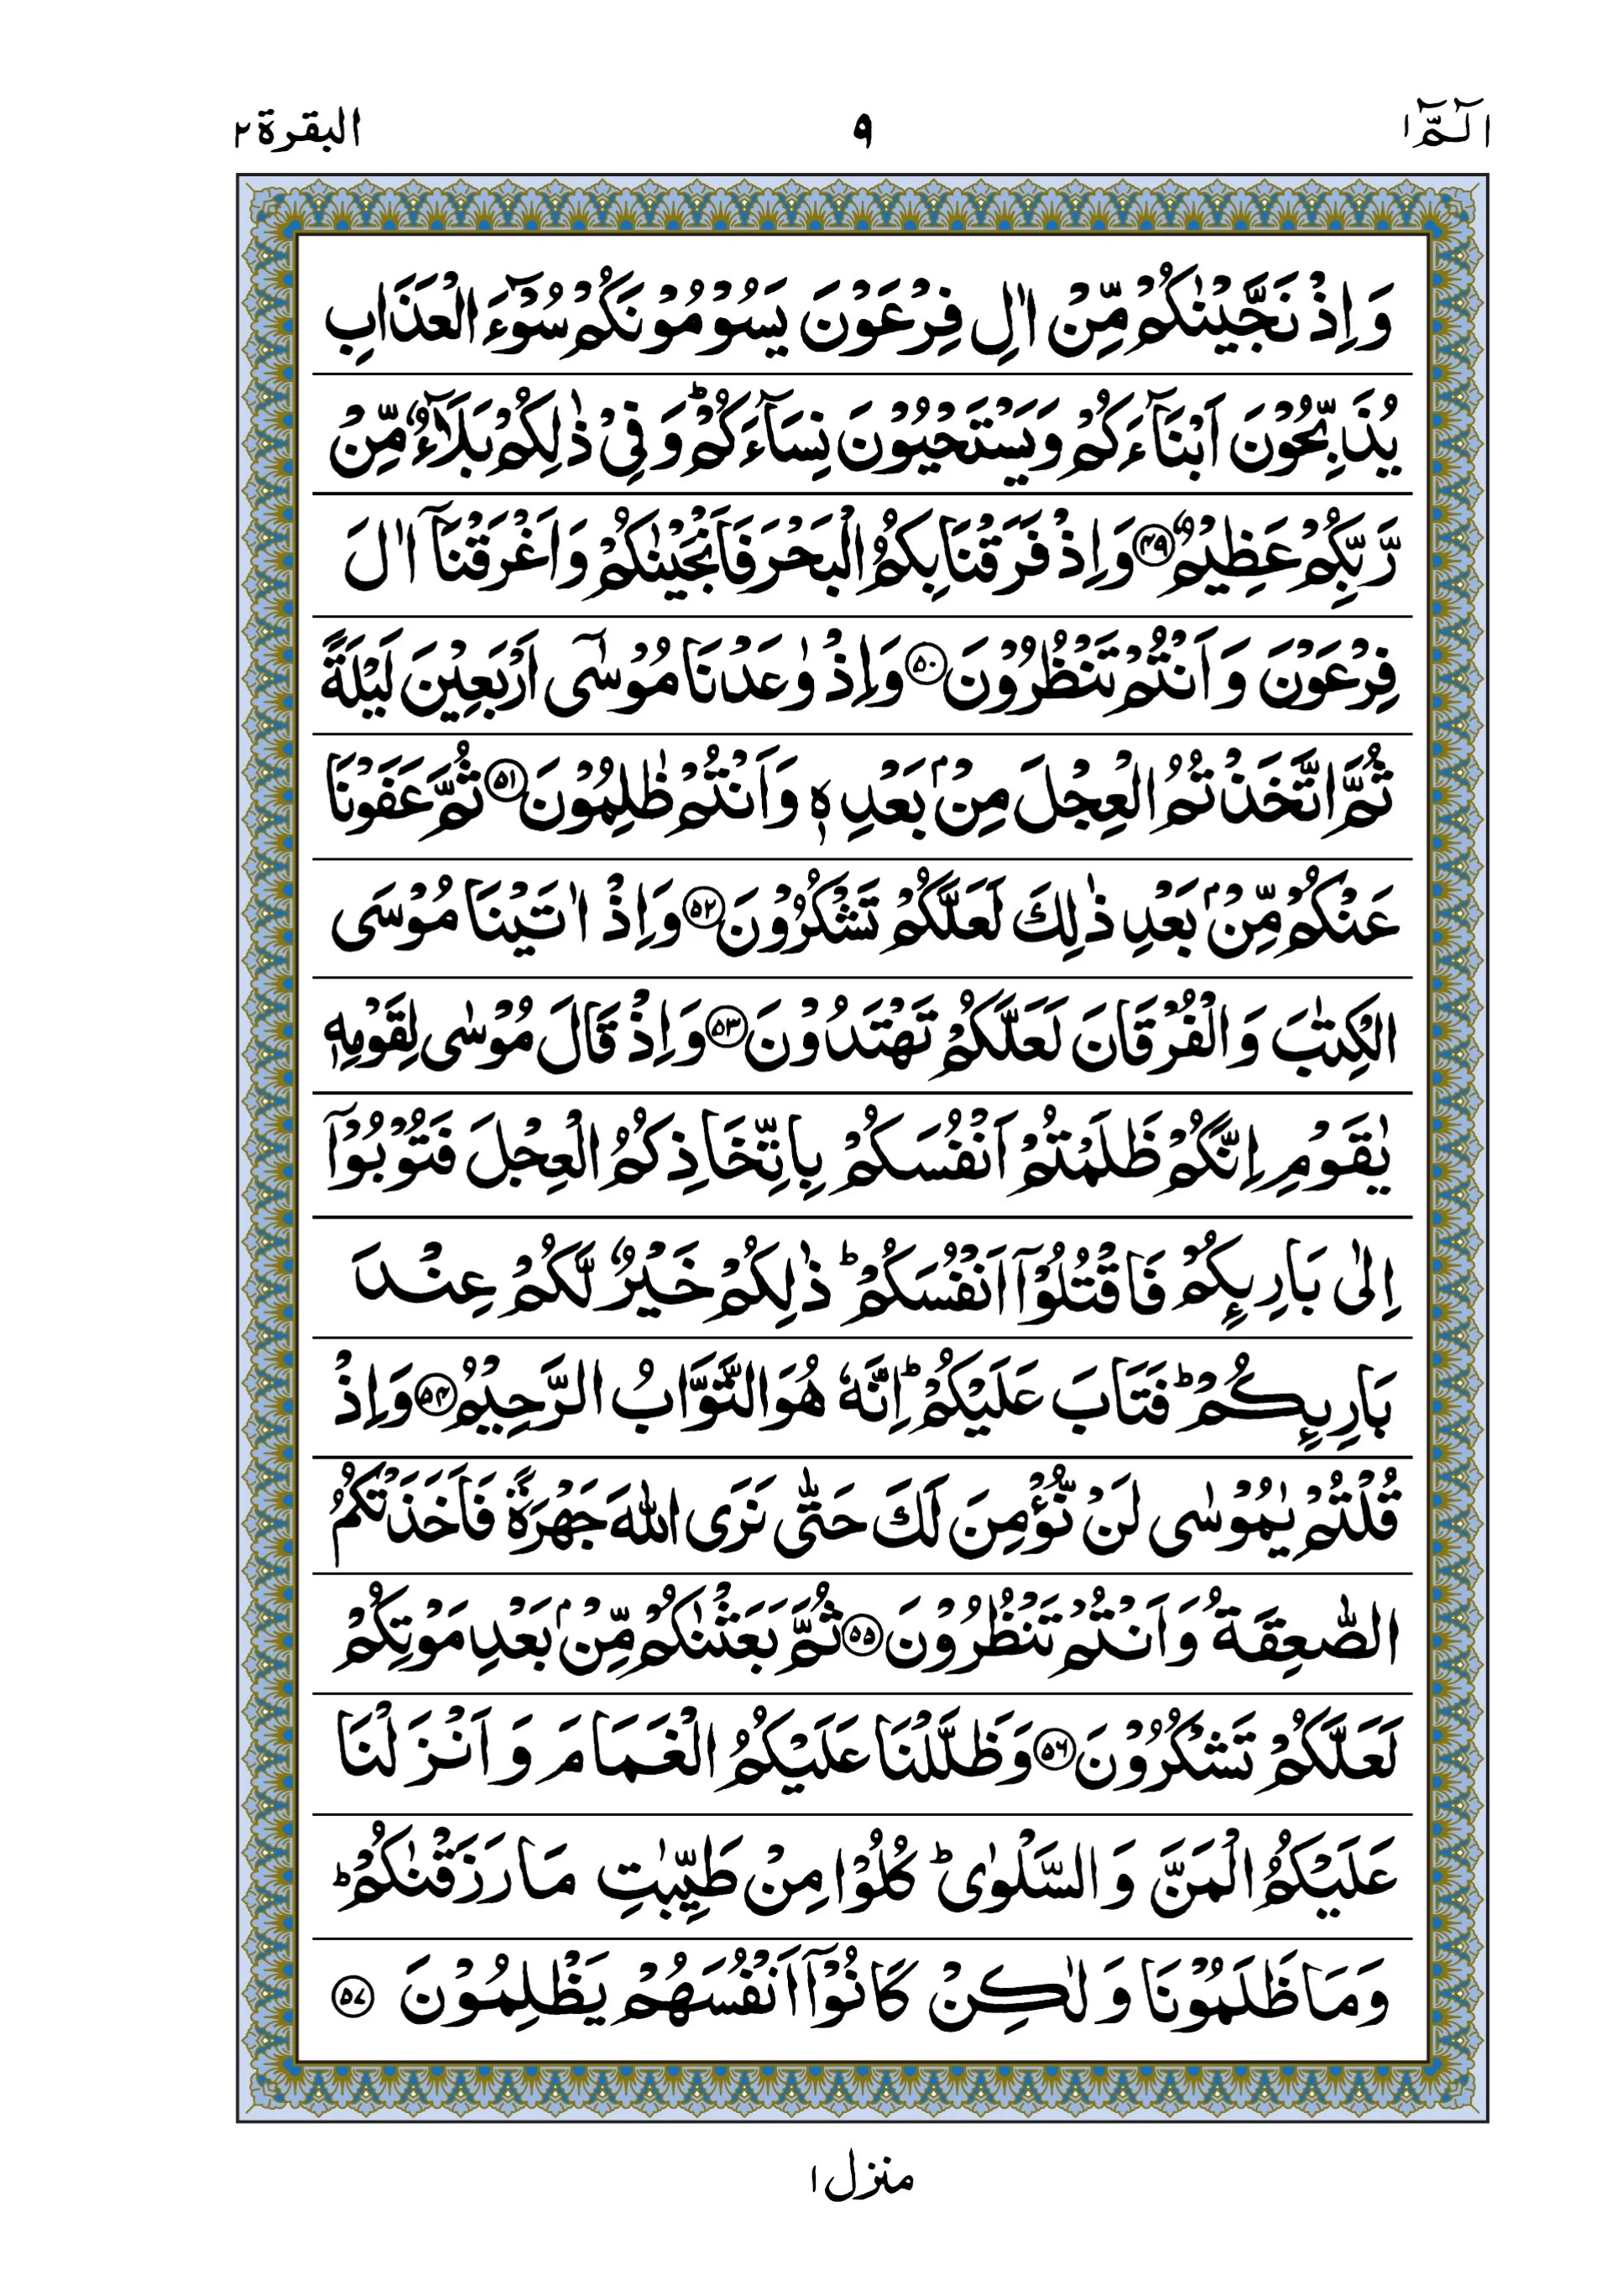 الٓمّٓ ١ ٩ البقرة ٢
وَاِذْ نَجَّيْنٰكُمْ مِّنْ اٰلِ فِرْعَوْنَ يَسُوْمُوْنَكُمْ سُوْٓءَ الْعَذَابِ
يُذَبِّحُوْنَ اَبْنَآءَكُمْ وَيَسْتَحْيُوْنَ نِسَآءَكُمْ ؕ وَفِيْ ذٰلِكُمْ بَلَآءٌ مِّنْ
رَّبِّكُمْ عَظِيْمٌ ﴿۴۹﴾ وَاِذْ فَرَقْنَا بِكُمُ الْبَحْرَ فَاَنْجَيْنٰكُمْ وَاَغْرَقْنَآ اٰلَ
فِرْعَوْنَ وَاَنْتُمْ تَنْظُرُوْنَ ﴿۵۰﴾ وَاِذْ وٰعَدْنَا مُوْسٰٓى اَرْبَعِيْنَ لَيْلَةً
ثُمَّ اتَّخَذْتُمُ الْعِجْلَ مِنْۢ بَعْدِهٖ وَاَنْتُمْ ظٰلِمُوْنَ ﴿۵۱﴾ ثُمَّ عَفَوْنَا
عَنْكُمْ مِّنْۢ بَعْدِ ذٰلِكَ لَعَلَّكُمْ تَشْكُرُوْنَ ﴿۵۲﴾ وَاِذْ اٰتَيْنَا مُوْسَى
الْكِتٰبَ وَالْفُرْقَانَ لَعَلَّكُمْ تَهْتَدُوْنَ ﴿۵۳﴾ وَاِذْ قَالَ مُوْسٰى لِقَوْمِهٖ
يٰقَوْمِ اِنَّكُمْ ظَلَمْتُمْ اَنْفُسَكُمْ بِاتِّخَاذِكُمُ الْعِجْلَ فَتُوْبُوْٓا
اِلٰى بَارِىِٕكُمْ فَاقْتُلُوْٓا اَنْفُسَكُمْ ؕ ذٰلِكُمْ خَيْرٌ لَّكُمْ عِنْدَ
بَارِىِٕكُمْ ؕ فَتَابَ عَلَيْكُمْ ؕ اِنَّهٗ هُوَ التَّوَّابُ الرَّحِيْمُ ﴿۵۴﴾ وَاِذْ
قُلْتُمْ يٰمُوْسٰى لَنْ نُّؤْمِنَ لَكَ حَتّٰى نَرَى اللّٰهَ جَهْرَةً فَاَخَذَتْكُمُ
الصّٰعِقَةُ وَاَنْتُمْ تَنْظُرُوْنَ ﴿۵۵﴾ ثُمَّ بَعَثْنٰكُمْ مِّنْۢ بَعْدِ مَوْتِكُمْ
لَعَلَّكُمْ تَشْكُرُوْنَ ﴿۵۶﴾ وَظَلَّلْنَا عَلَيْكُمُ الْغَمَامَ وَاَنْزَلْنَا
عَلَيْكُمُ الْمَنَّ وَالسَّلْوٰى ؕ كُلُوْا مِنْ طَيِّبٰتِ مَا رَزَقْنٰكُمْ ؕ
وَمَا ظَلَمُوْنَا وَلٰكِنْ كَانُوْٓا اَنْفُسَهُمْ يَظْلِمُوْنَ ﴿۵۷﴾
منزل ١